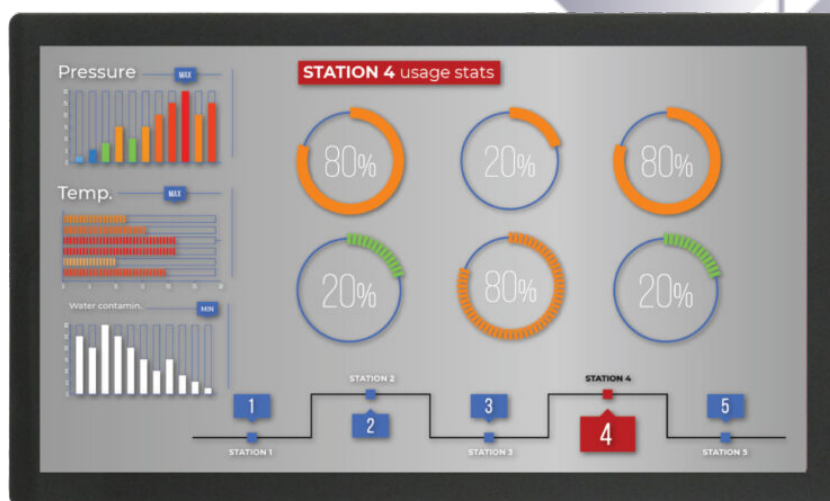 Pressure
MAX
STATION 4 usage stats
80%
20%
80%
Temp.
MAX
20%
80%
20%
Water contamin.
MIN
STATION 2
STATION 4
1
3
5
2
4
STATION 1
STATION 3
STATION 5